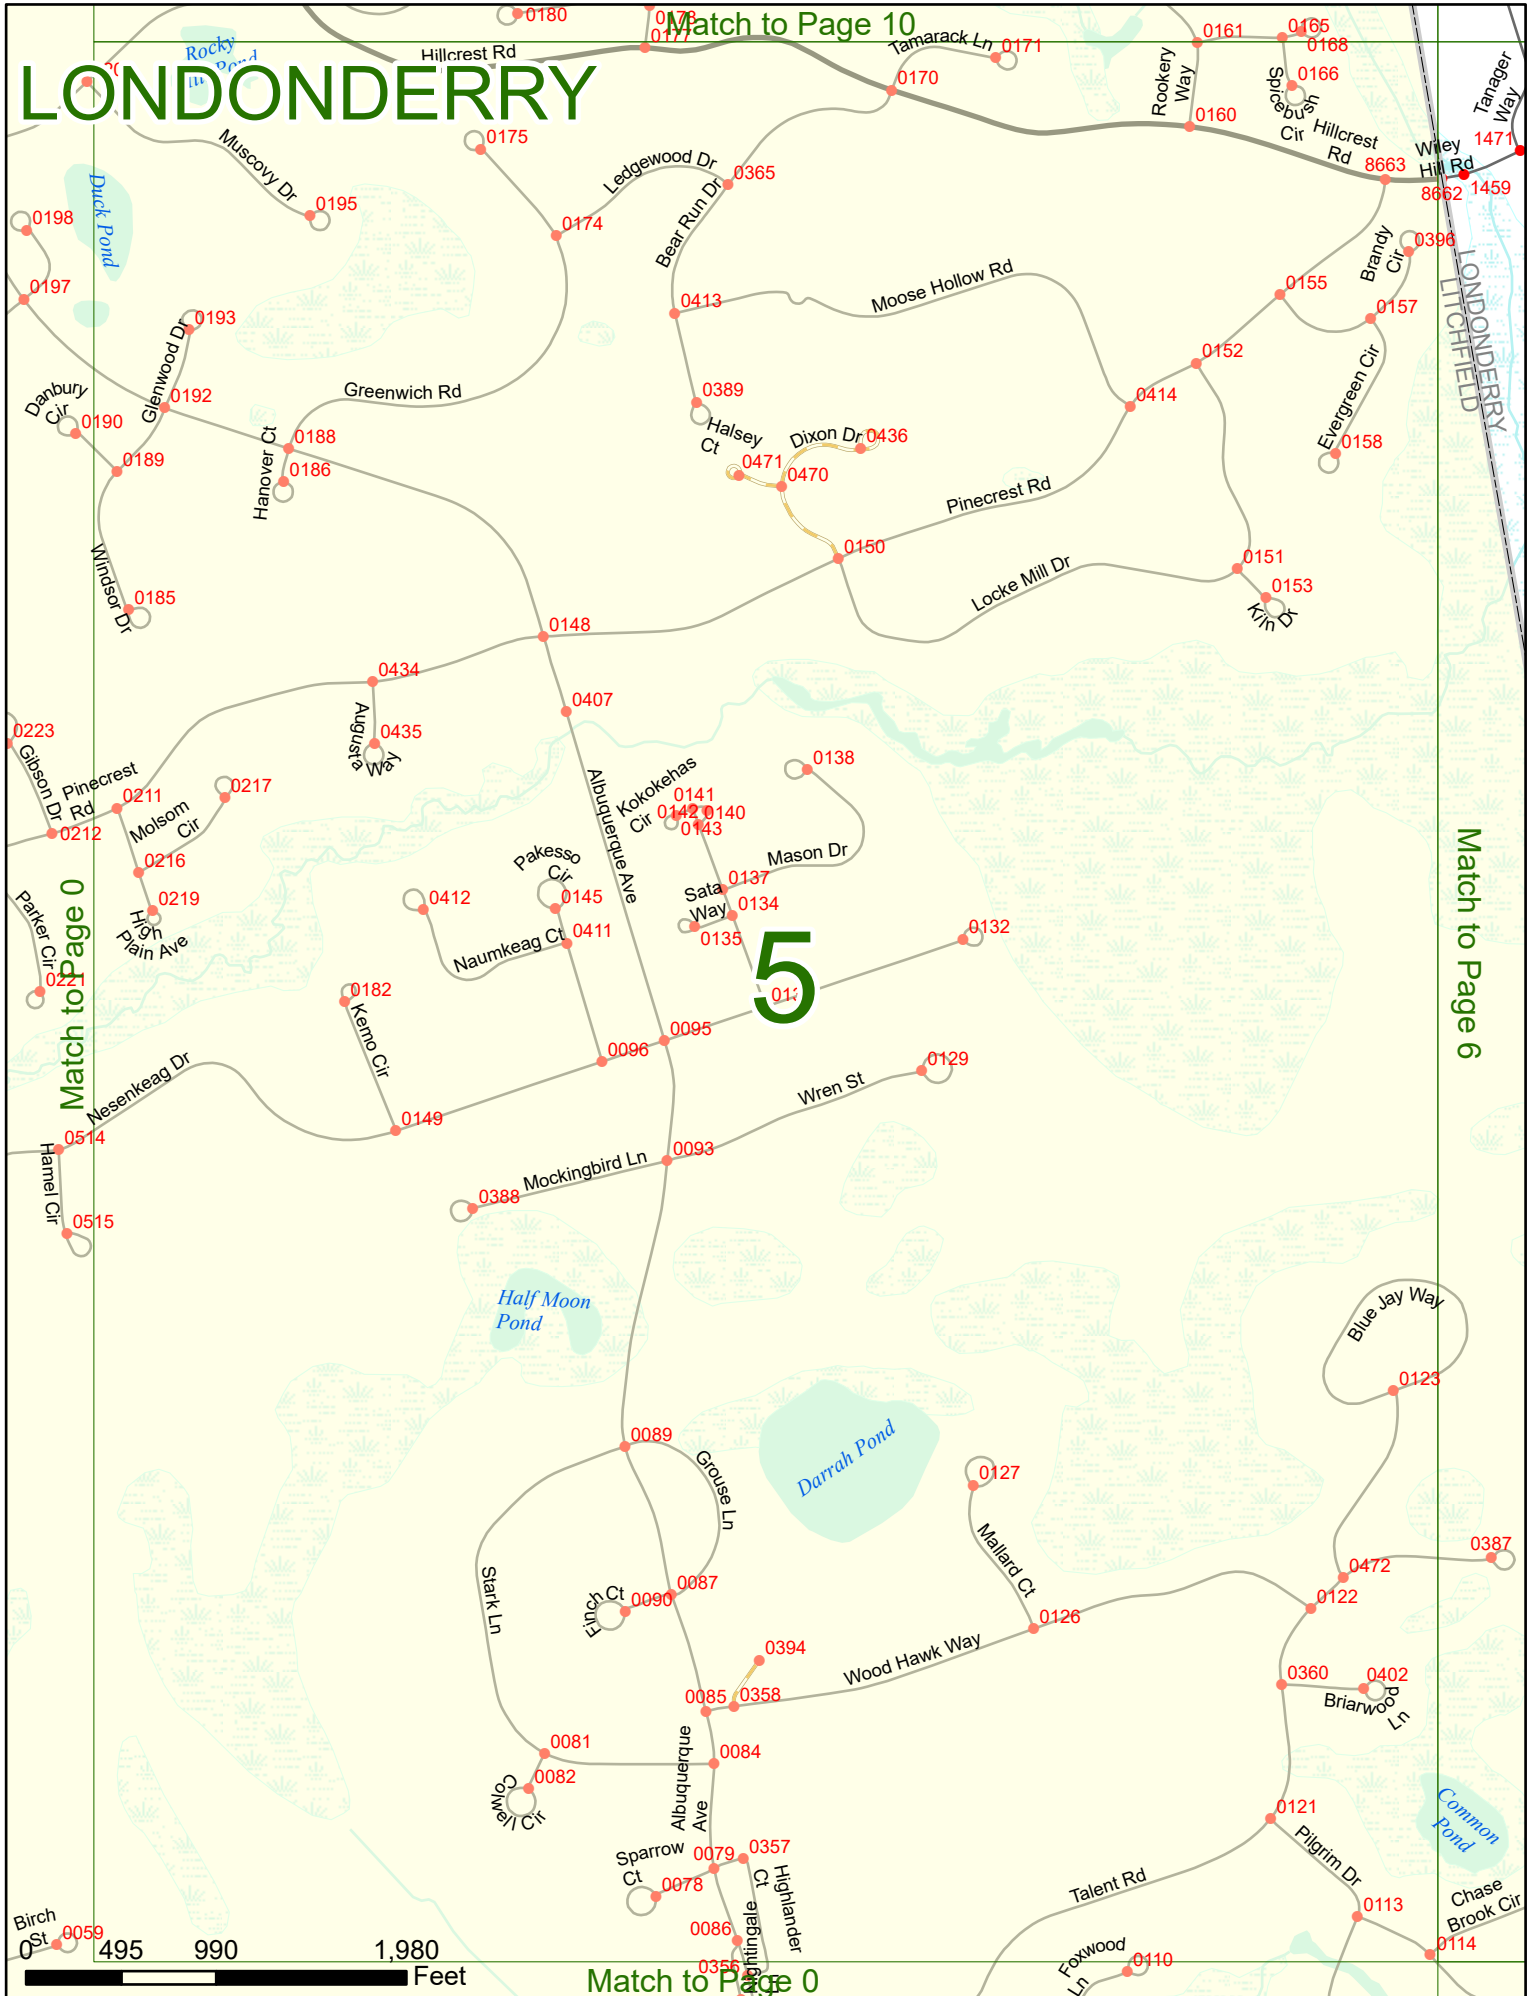 0180
0178
Match to Page 10
0177
Hillcrest Rd
Tamarack Ln
0171
0161
0165
0168
Rocky
Pond
LONDONDERRY
0170
Rookery
Way
0166
Spicebush
Cir
0160
Hillcrest
Rd
Tanager
Way
1471
Wiley
Hill Rd
8663
8662
1459
Muscovy Dr
0175
Ledgewood Dr
0365
Duck Pond
0195
0198
0174
Bear Run Dr
Brandy
Cir
0396
LONDONDERRY
LITCHFIELD
0197
Moose Hollow Rd
0155
0157
0413
0193
Glenwood Dr
0152
Evergreen Cir
Danbury
Cir
0190
0192
Greenwich Rd
0389
0414
Halsey
Ct
Dixon Dr
0436
0158
0188
Hanover Ct
0189
0186
0471
0470
Pinecrest Rd
0150
Windsor Dr
0185
Locke Mill Dr
0151
0153
Kiln Dr
0148
0434
0407
Augusta
Way
0435
0223
Gibson Dr
Pinecrest
Rd
0211
0217
Molsom
Cir
0212
0216
0219
High
Plain Ave
Albuquerque Ave
Kokokehas
Cir
0141
0142
0140
0143
0138
Mason Dr
0137
Sata
Way
0134
0135
Pakesso
Cir
0145
0412
0411
Naumkeag Ct
0132
Parker Cir
0221
Match to Page 0
Match to Page 6
5
0182
Kemo Cir
0095
0096
0129
Wren St
Nesenkeag Dr
0149
0514
Hamel Cir
0093
Mockingbird Ln
0388
0515
Half Moon
Pond
Blue Jay Way
0123
0089
Grouse Ln
Darrah Pond
0127
Mallard Ct
0387
0472
0122
Stark Ln
Finch Ct
0087
0090
0126
0394
Wood Hawk Way
0360
0402
Briarwood
Ln
0085
0358
0081
0084
0082
Colwell Cir
Albuquerque
Ave
0121
Pilgrim Dr
Common
Pond
Sparrow
Ct
0079
0357
Highlander
Ct
0078
Talent Rd
0113
Chase
Brook Cir
0114
Birch
St
0059
0086
Nightingale
0356
Foxwood
Ln
0110
0 495 990 1,980
Feet
Match to Page 0